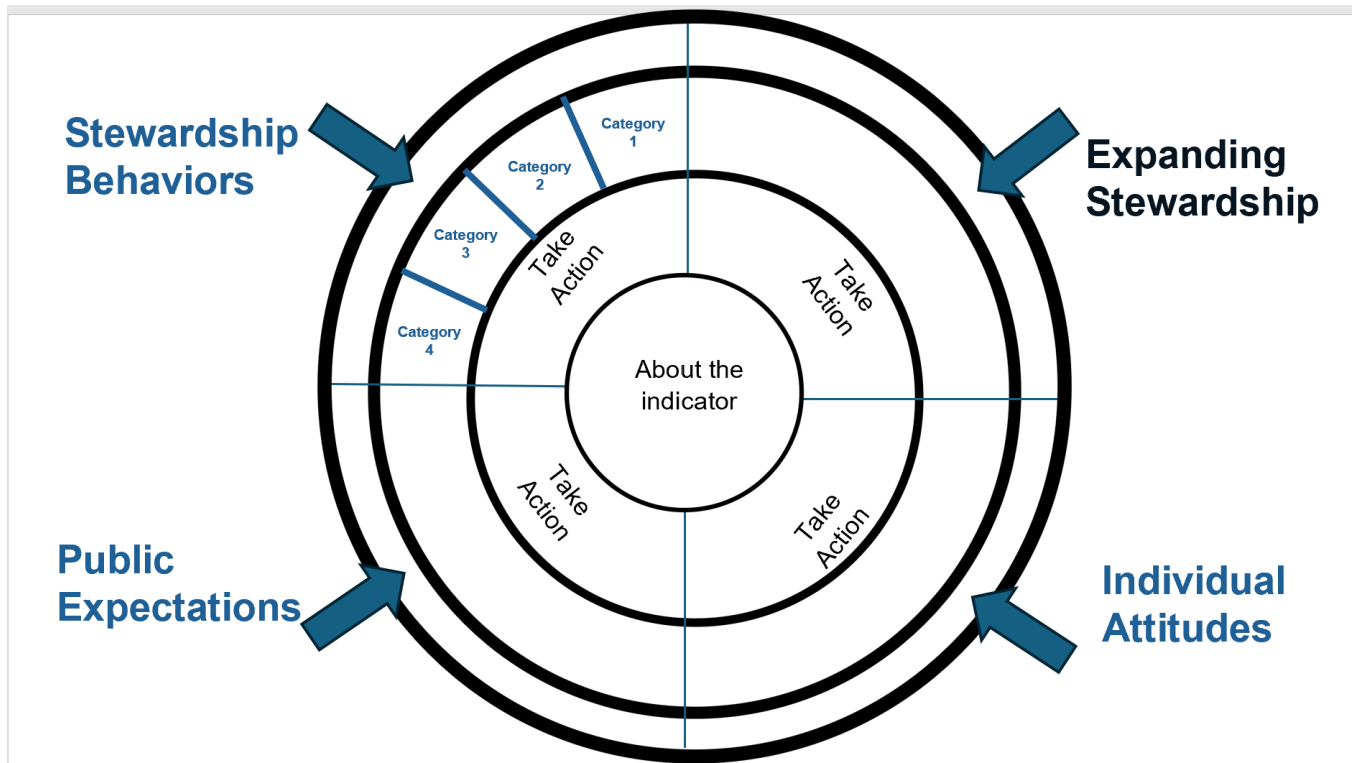 Stewardship
Behaviors
Expanding
Stewardship
Category
1
Category
2
Category
3
Category
4
Take
Action
Take
Action
About the
indicator
Take
Action
Take
Action
Public
Expectations
Individual
Attitudes